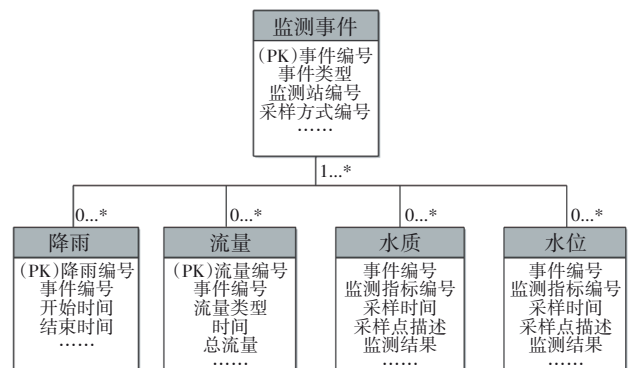 监测事件
(PK)事件编号
事件类型
监测站编号
采样方式编号
……
1...*
0...*
0...*
0...*
0...*
降雨
(PK)降雨编号
事件编号
开始时间
结束时间
……
流量
(PK)流量编号
事件编号
流量类型
时间
总流量
……
水质
事件编号
监测指标编号
采样时间
采样点描述
监测结果
……
水位
事件编号
监测指标编号
采样时间
采样点描述
监测结果
……